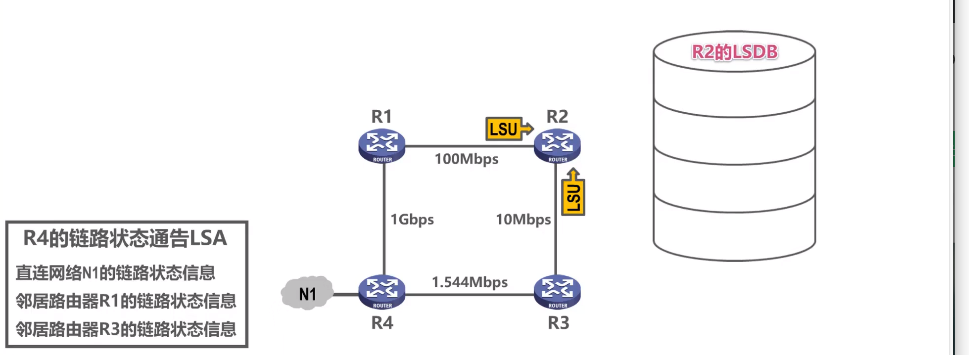 R2的LSDB
R1
R2
LSU
ROUTER
ROUTER
100Mbps
LSU
1Gbps
10Mbps
R4的链路状态通告LSA
直连网络N1的链路状态信息
邻居路由器R1的链路状态信息
邻居路由器R3的链路状态信息
N1
1.544Mbps
ROUTER
ROUTER
R4
R3